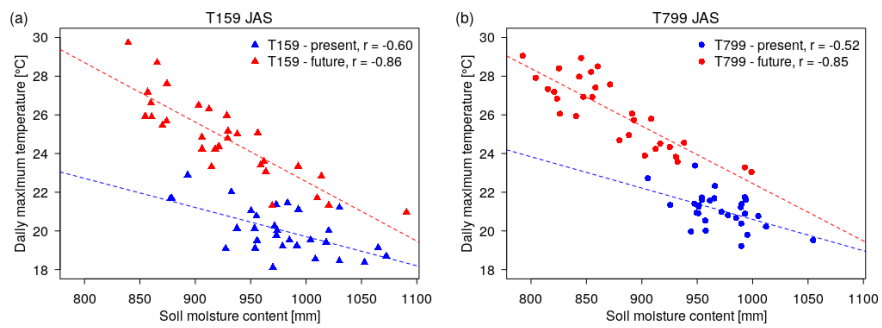 (a) T159 JAS
T159 - present, r = -0.60
T159 - future, r = -0.86
Daily maximum temperature [°C]
30
28
26
24
22
20
18
800 850 900 950 1000 1050 1100
Soil moisture content [mm]
(b) T799 JAS
T799 - present, r = -0.52
T799 - future, r = -0.85
Daily maximum temperature [°C]
30
28
26
24
22
20
18
800 850 900 950 1000 1050 1100
Soil moisture content [mm]